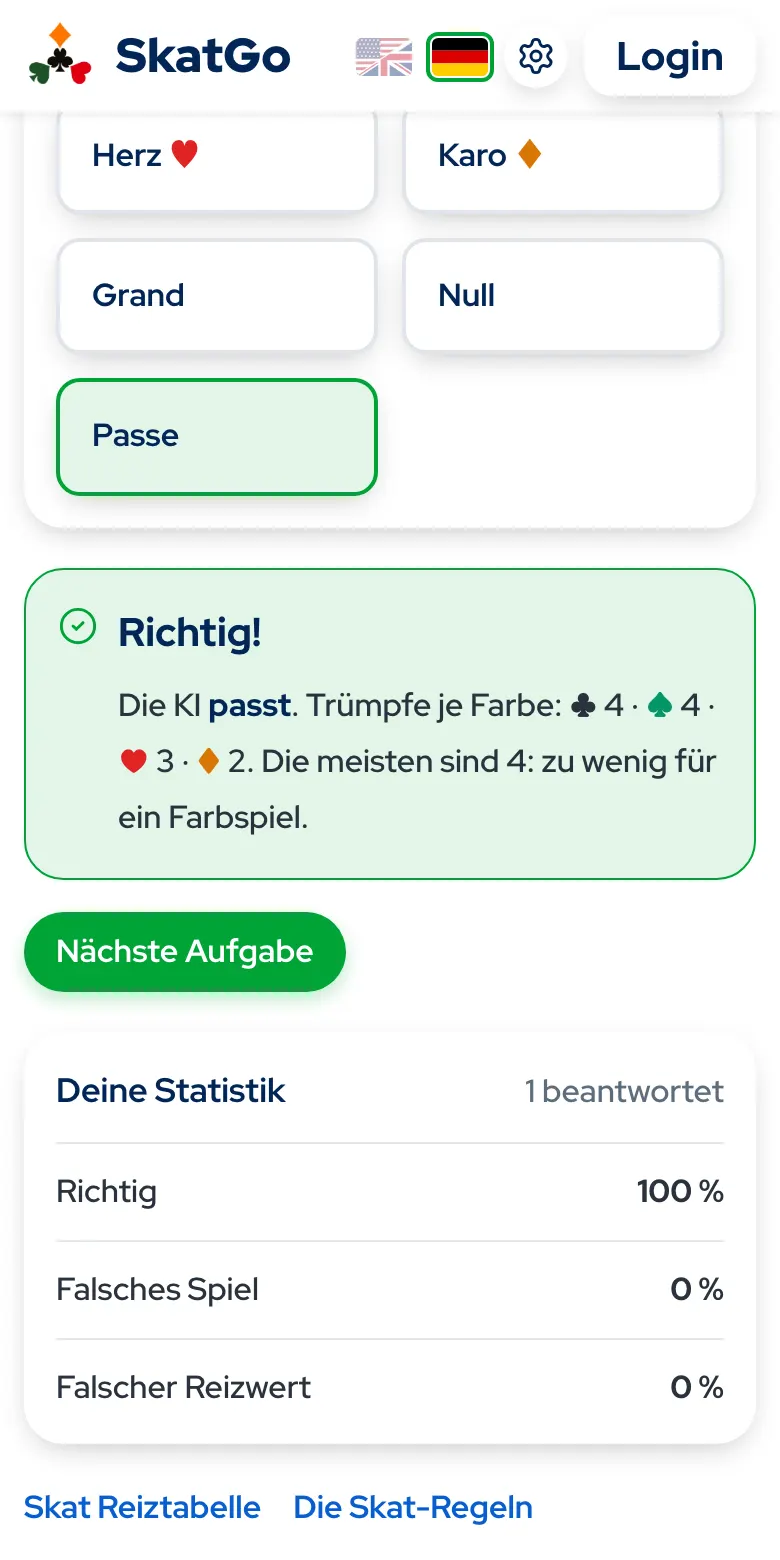 SkatGo
Login
Herz ♥
Karo ♦
Grand
Null
Passe
Richtig!
Die KI passt. Trümpfe je Farbe: ♣ 4 · ♠ 4 ·
♥ 3 · ♦ 2. Die meisten sind 4: zu wenig für
ein Farbspiel.
Nächste Aufgabe
Deine Statistik
1 beantwortet
Richtig
100 %
Falsches Spiel
0 %
Falscher Reizwert
0 %
Skat Reiztabelle
Die Skat-Regeln